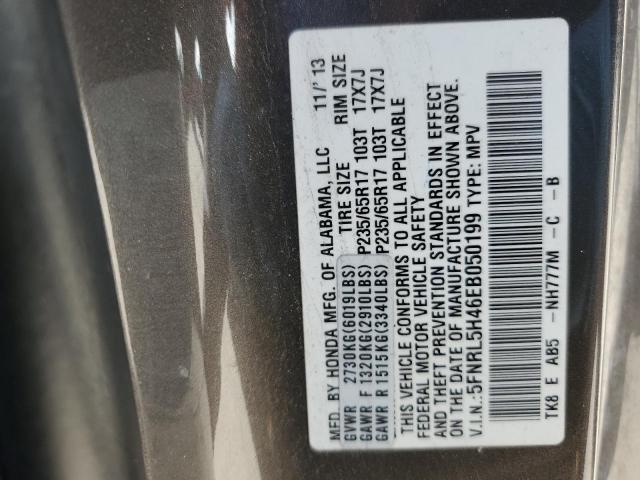 MFD. BY HONDA MFG. OF ALABAMA, LLC 11/'13
TIRE SIZE RIM SIZE
GVWR 2730KG(6019LBS)
GAWR F 1320KG(2910LBS) P235/65R17 103T 17X7J
GAWR R 1515KG(3340LBS) P235/65R17 103T 17X7J
THIS VEHICLE CONFORMS TO ALL APPLICABLE
FEDERAL MOTOR VEHICLE SAFETY
AND THEFT PREVENTION STANDARDS IN EFFECT
ON THE DATE OF MANUFACTURE SHOWN ABOVE.
V.I.N.:5FNRL5H46EB050199 TYPE: MPV
TK8 E AB5 -NH777M -C -B